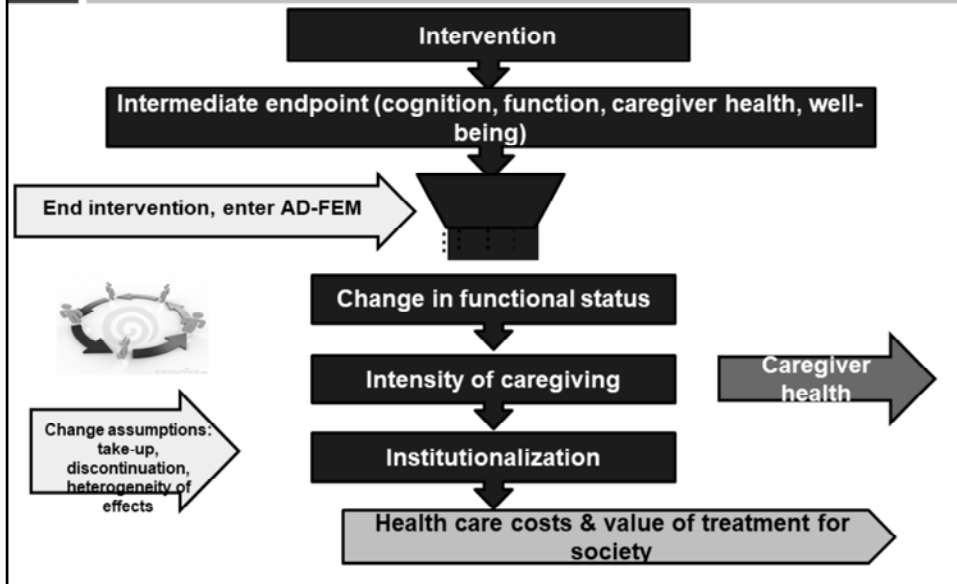 Intervention
Intermediate endpoint (cognition, function, caregiver health, well-
being)
End intervention, enter AD-FEM
Change in functional status
Intensity of caregiving
Caregiver
health
Change assumptions:
take-up,
discontinuation,
heterogeneity of
effects
Institutionalization
Health care costs & value of treatment for
society